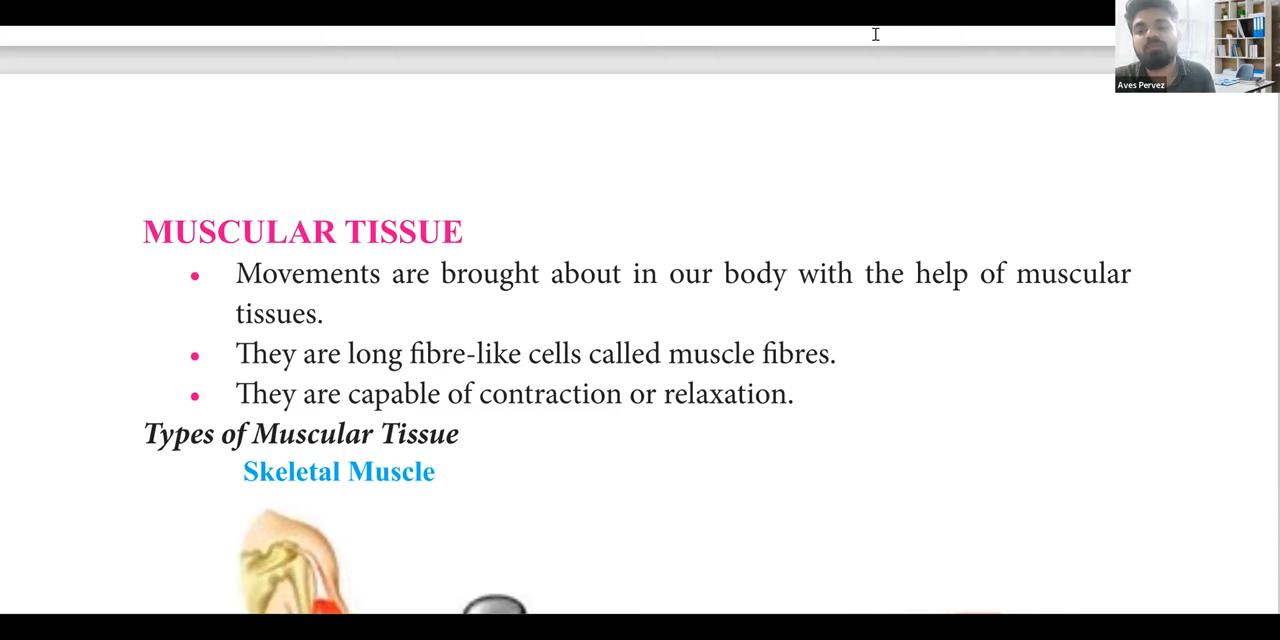 Aves Pervez
MUSCULAR TISSUE
• Movements are brought about in our body with the help of muscular
tissues.
• They are long fibre-like cells called muscle fibres.
• They are capable of contraction or relaxation.
Types of Muscular Tissue
Skeletal Muscle